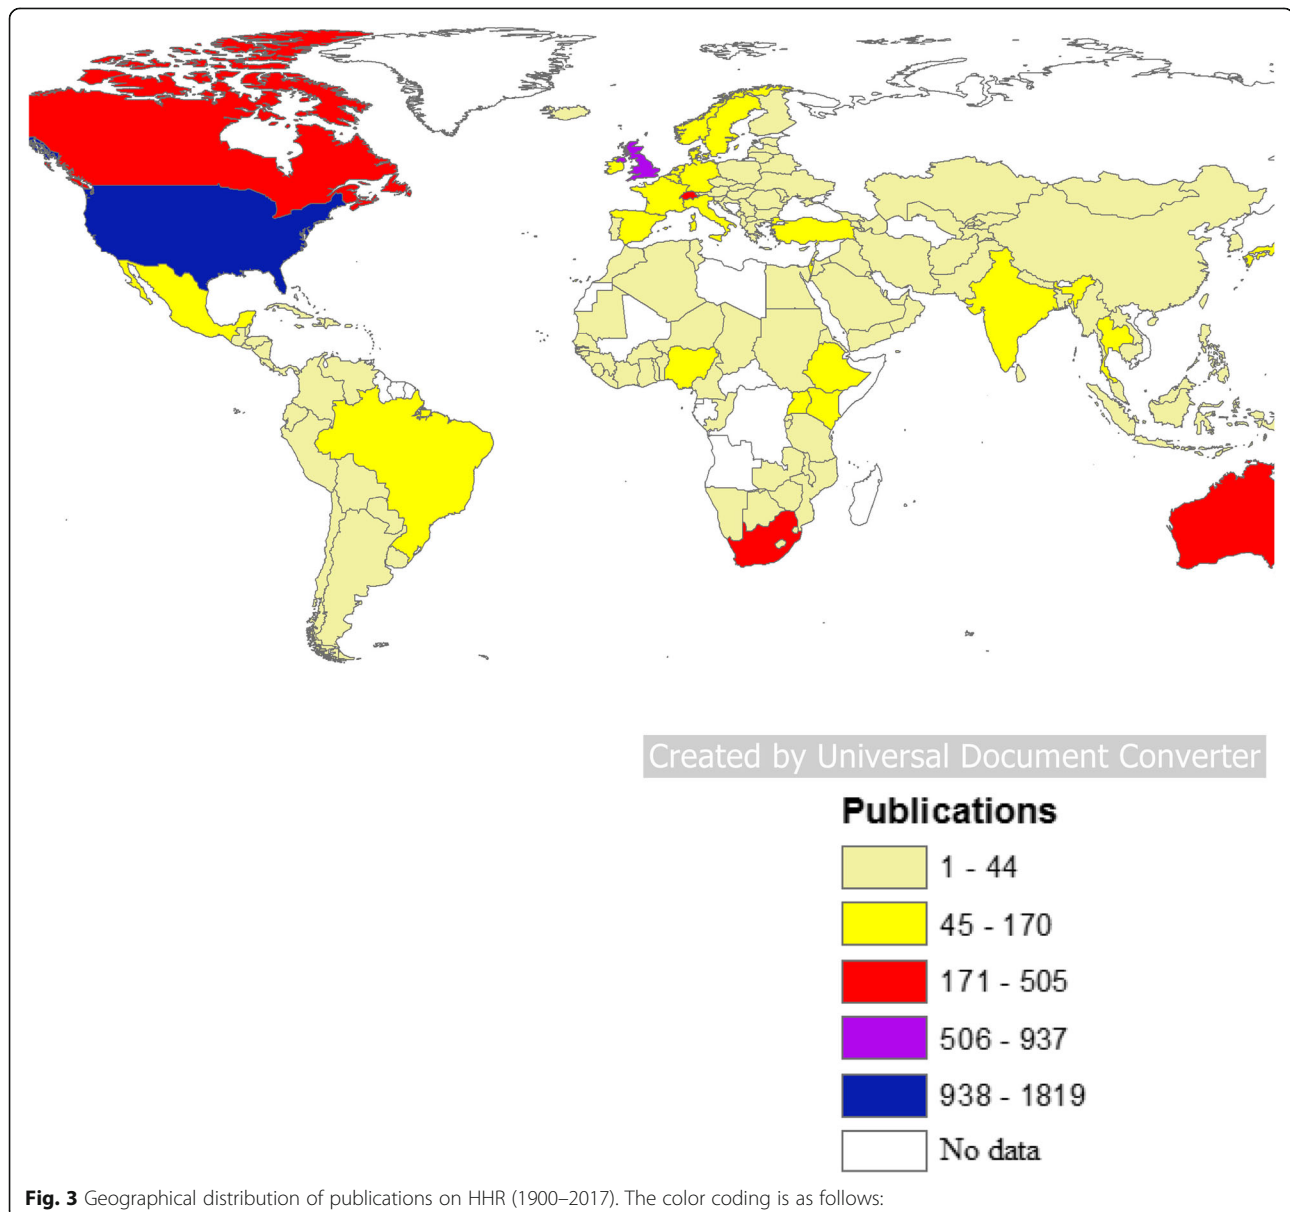 Created by Universal Document Converter
Publications
1 - 44
45 - 170
171 - 505
506 - 937
938 - 1819
No data
Fig. 3 Geographical distribution of publications on HHR (1900–2017). The color coding is as follows: